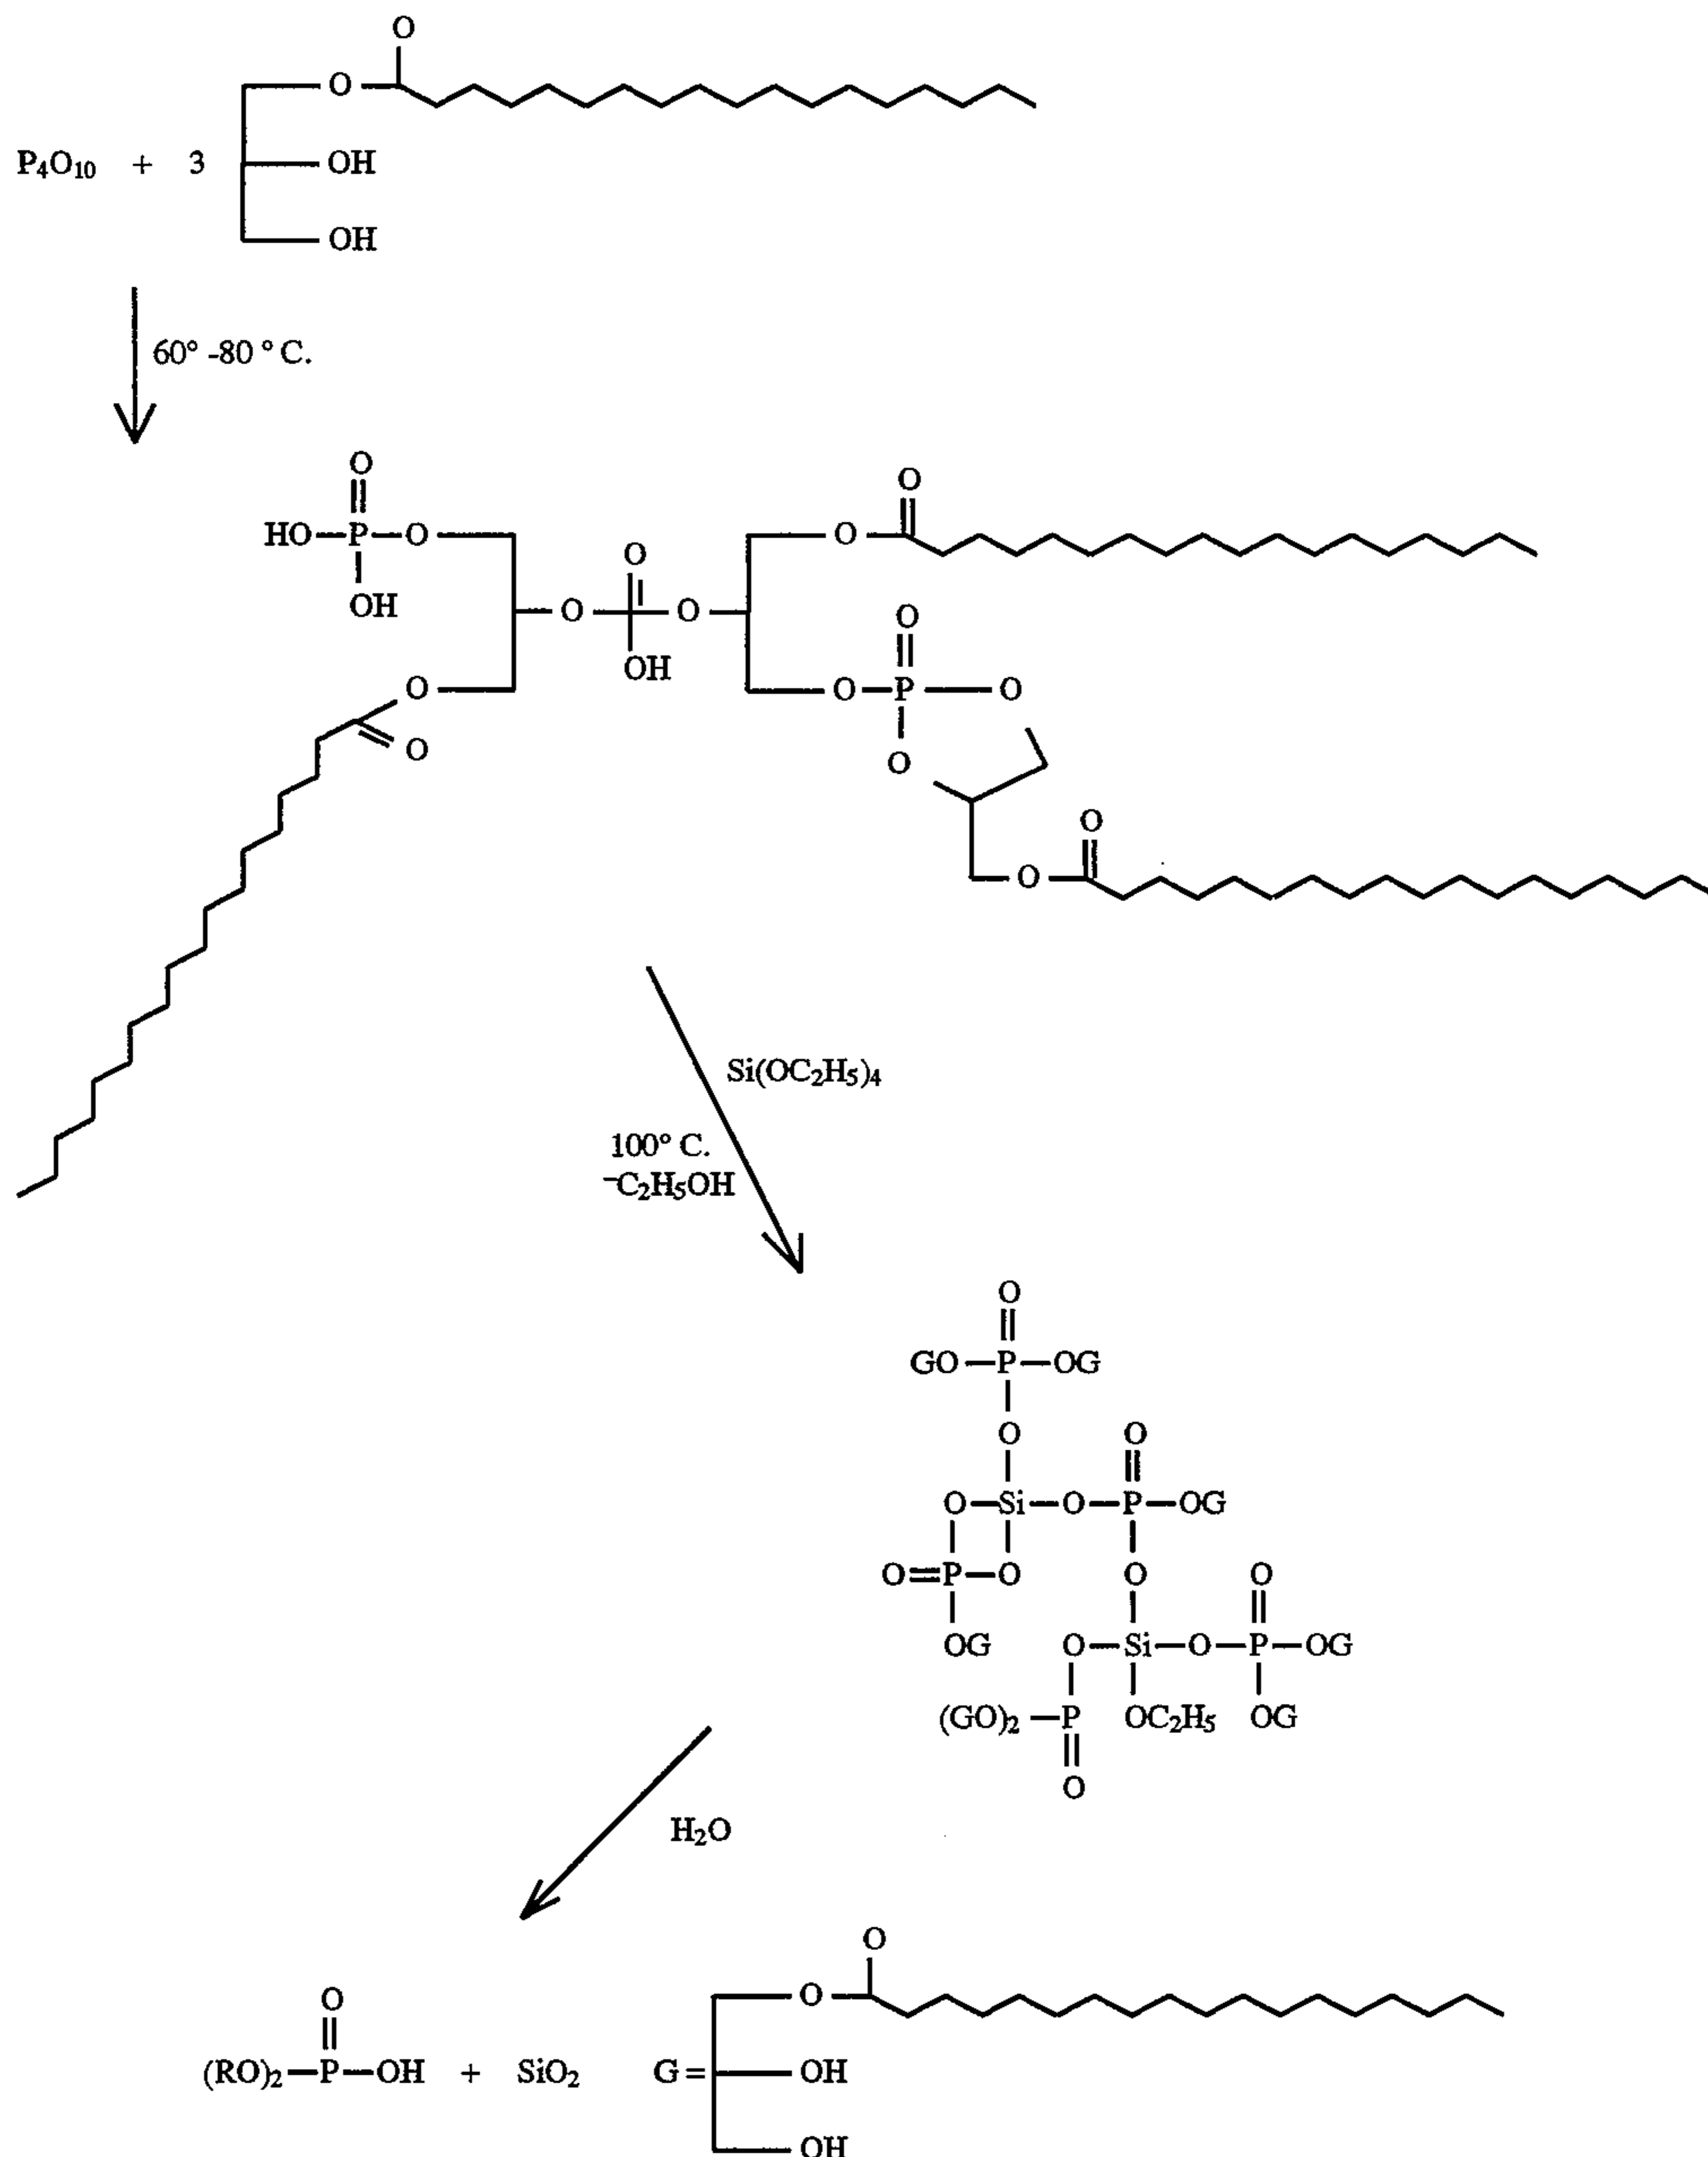 O
O
P₄O₁₀ + 3
OH
OH
60° -80 ° C.
O
HO P O
OH
O
O
O O
OH
O
O
O
O
O P O
O
O
O
O
Si(OC₂H₅)₄
100° C.
–C₂H₅OH
O
GO P OG
O
O
O Si O P OG
O P O
O
O
OG
O Si O P OG
(GO)₂ P
OC₂H₅
OG
O
H₂O
O
O
O
(RO)₂ P OH + SiO₂
G =
OH
OH